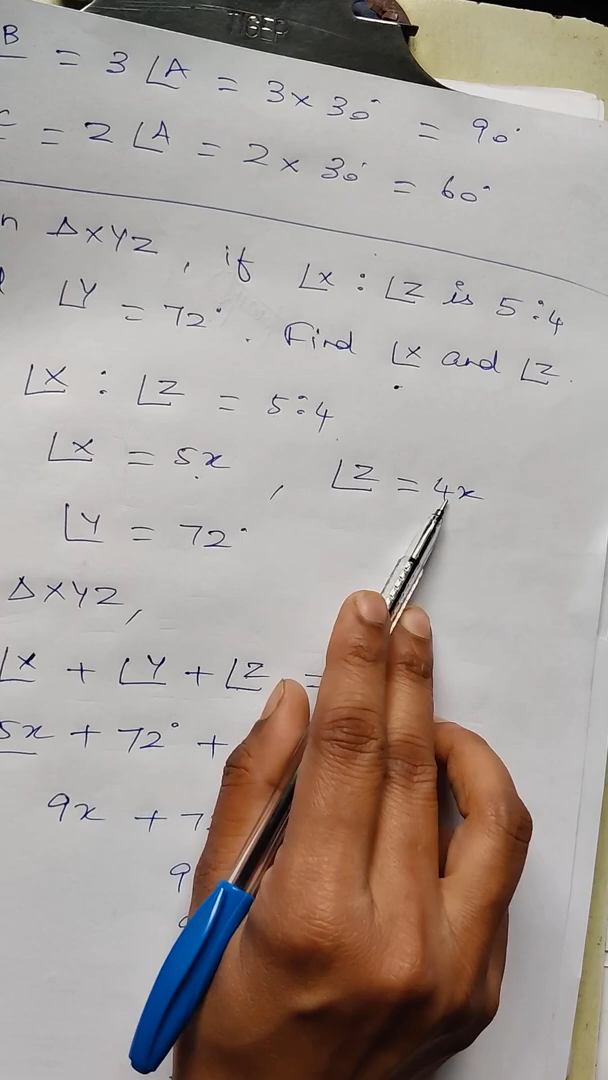 TIGER
B = 3 ∠A = 3 × 30° = 90°
= 2 ∠A = 2 × 30° = 60°
n ΔXYZ, if ∠X : ∠Z is 5:4
∠Y = 72°. Find ∠X and ∠Z.
∠X : ∠Z = 5:4
∠X = 5x, ∠Z = 4x
∠Y = 72°
ΔXYZ,
∠X + ∠Y + ∠Z =
5x + 72° +
9x + 7
9